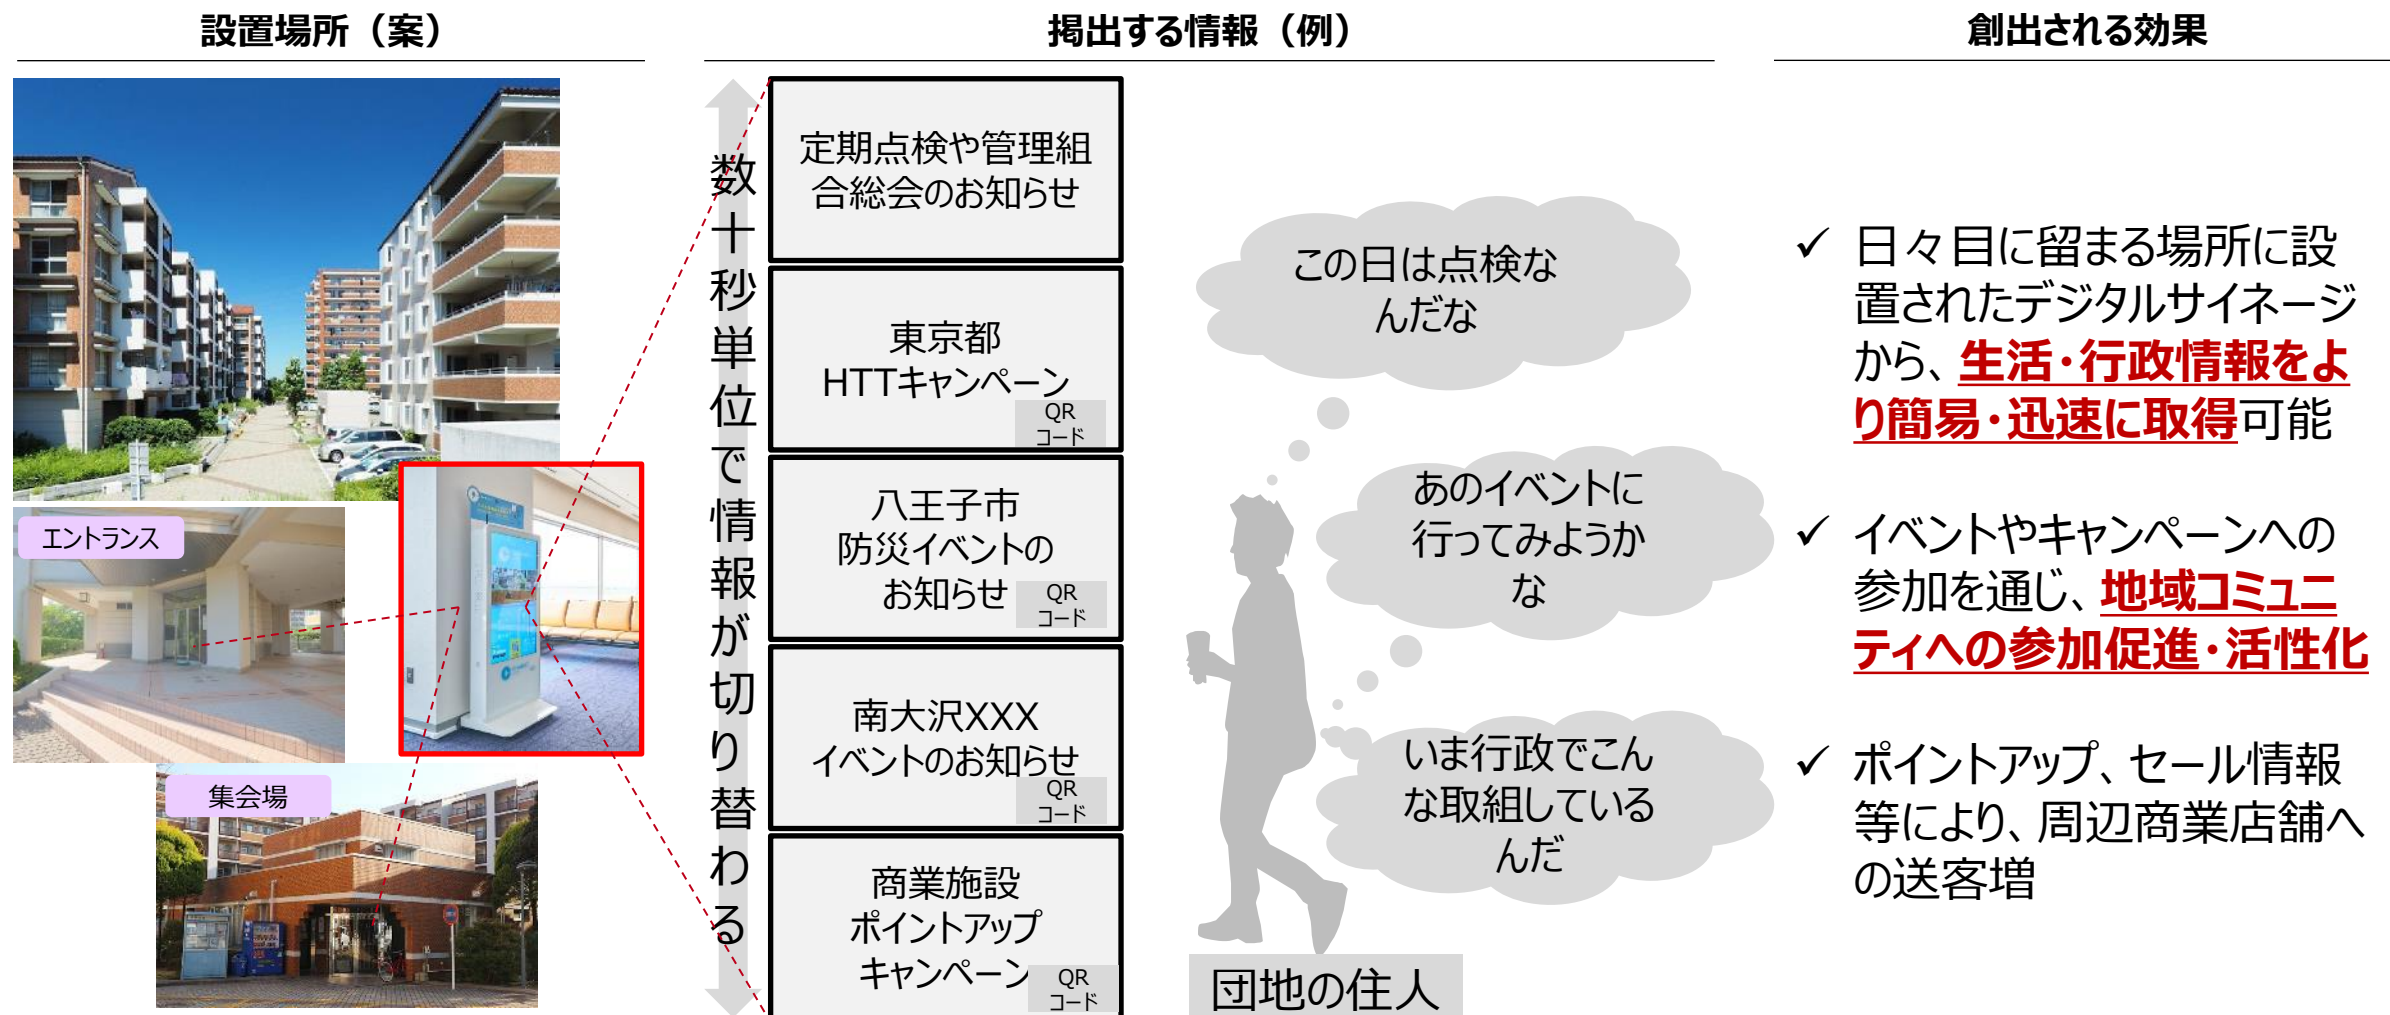 設置場所（案）
エントランス
集会場
掲出する情報（例）
数十秒単位で情報が切り替わる
定期点検や管理組
合総会のお知らせ
東京都
HTTキャンペーン
QR
コード
八王子市
防災イベントの
お知らせ
QR
コード
南大沢XXX
イベントのお知らせ
QR
コード
商業施設
ポイントアップ
キャンペーン
QR
コード
この日は点検な
んだな
あのイベントに
行ってみようか
な
いま行政でこん
な取組している
んだ
団地の住人
創出される効果
✓ 日々目に留まる場所に設
置されたデジタルサイネージ
から、生活・行政情報をよ
り簡易・迅速に取得可能
✓ イベントやキャンペーンへの
参加を通じ、地域コミュニ
ティへの参加促進・活性化
✓ ポイントアップ、セール情報
等により、周辺商業店舗へ
の送客増